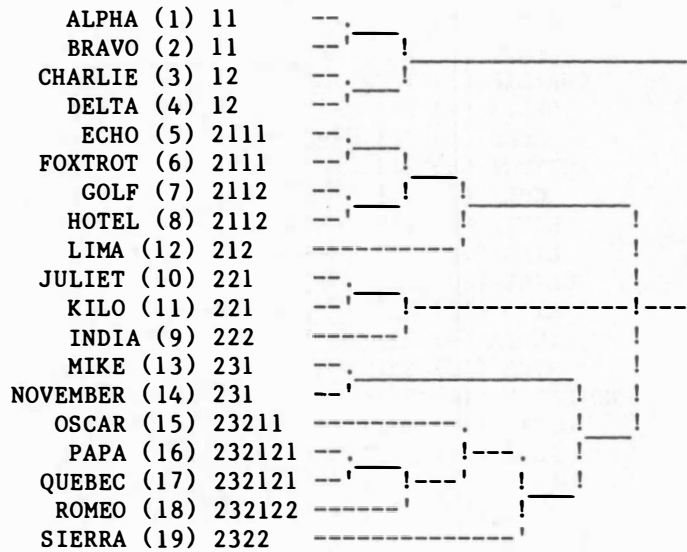 ALPHA (1) 11
BRAVO (2) 11
CHARLIE (3) 12
DELTA (4) 12
ECHO (5) 2111
FOXTROT (6) 2111
GOLF (7) 2112
HOTEL (8) 2112
LIMA (12) 212
JULIET (10) 221
KILO (11) 221
INDIA (9) 222
MIKE (13) 231
NOVEMBER (14) 231
OSCAR (15) 23211
PAPA (16) 232121
QUEBEC (17) 232121
ROMEO (18) 232122
SIERRA (19) 2322